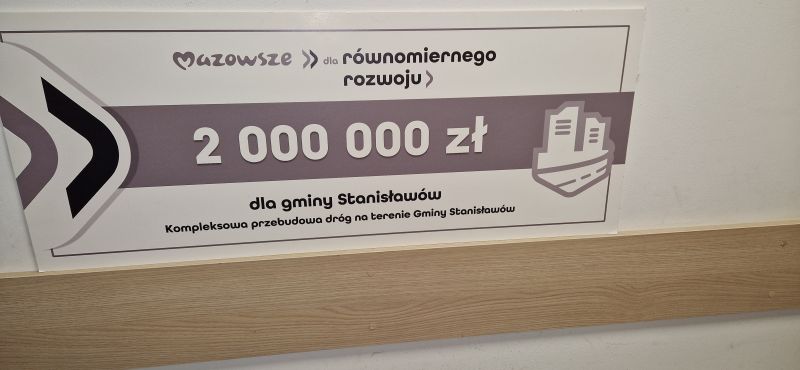 Mazowsze dla równomiernego
rozwoju
2 000 000 zł
dla gminy Stanisławów
Kompleksowa przebudowa dróg na terenie Gminy Stanisławów